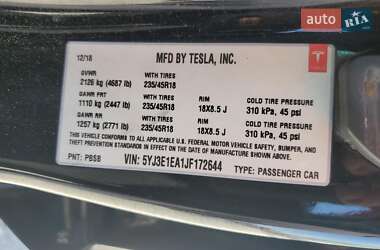 auto RIA
12/18 MFD BY TESLA, INC.
GVWR WITH TIRES
2126 kg (4687 lb) 235/45R18
GAWR FRT WITH TIRES RIM COLD TIRE PRESSURE
1110 kg (2447 lb) 235/45R18 18X8.5 J 310 kPa, 45 psi
GAWR RR WITH TIRES RIM COLD TIRE PRESSURE
1257 kg (2771 lb) 235/45R18 18X8.5 J 310 kPa, 45 psi
THIS VEHICLE CONFORMS TO ALL APPLICABLE U.S. FEDERAL MOTOR VEHICLE SAFETY, BUMPER, AND
THEFT PREVENTION STANDARDS IN EFFECT ON THE DATE OF MANUFACTURE SHOWN ABOVE.
VIN: 5YJ3E1EA1JF172644
PNT: PBSB TYPE: PASSENGER CAR